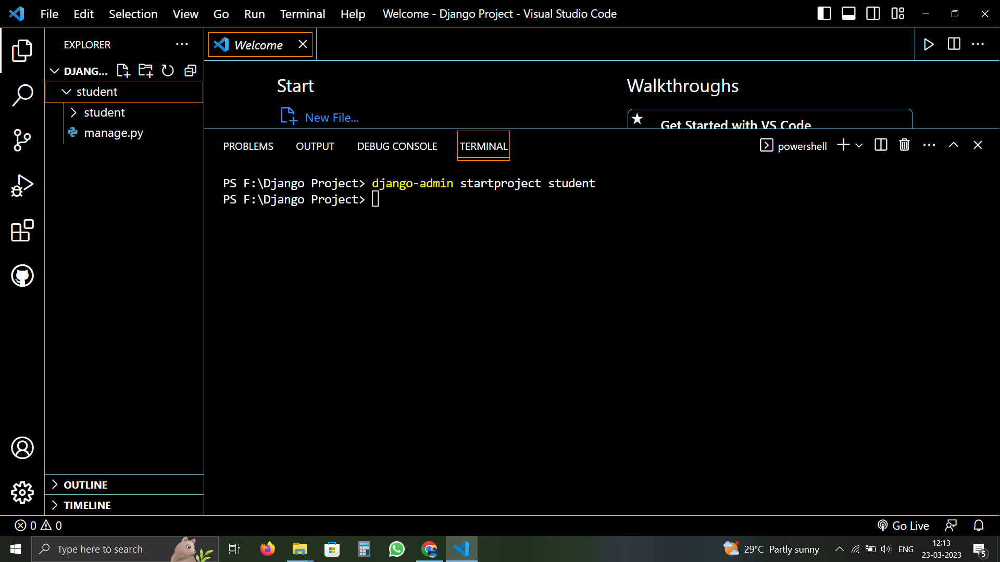 File Edit Selection View Go Run Terminal Help Welcome - Django Project - Visual Studio Code
EXPLORER
Welcome
DJANG...
student
student
manage.py
Start
New File...
Walkthroughs
Get Started with VS Code
PROBLEMS OUTPUT DEBUG CONSOLE TERMINAL
powershell
PS F:\Django Project> django-admin startproject student
PS F:\Django Project>
OUTLINE
TIMELINE
0 0
Go Live
Type here to search
29°C Partly sunny
ENG
12:13
23-03-2023
5